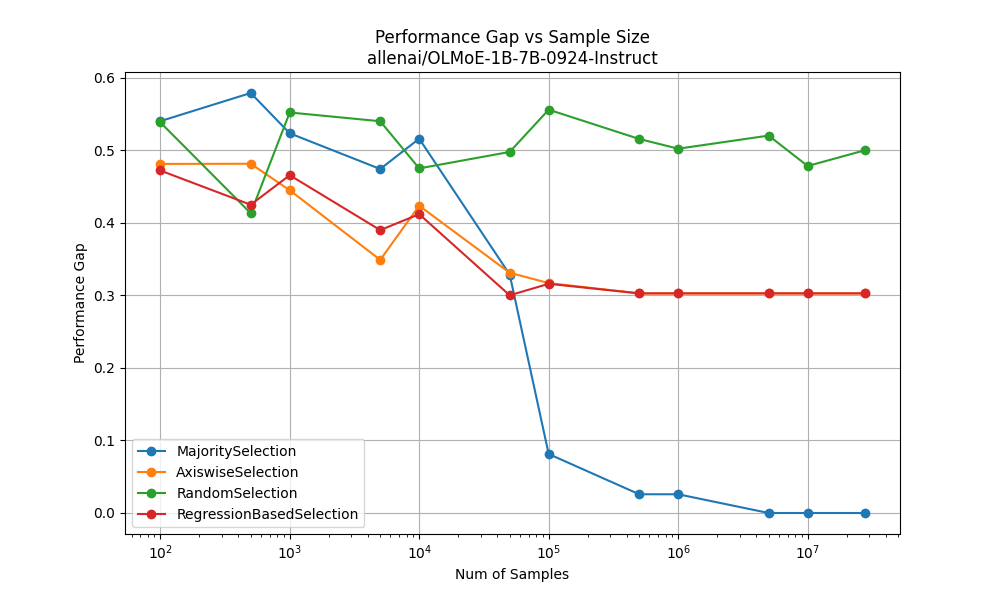 Performance Gap vs Sample Size
allenai/OLMoE-1B-7B-0924-Instruct
0.6
0.5
0.4
0.3
0.2
0.1
0.0
Performance Gap
MajoritySelection
AxiswiseSelection
RandomSelection
RegressionBasedSelection
10² 10³ 10⁴ 10⁵ 10⁶ 10⁷
Num of Samples